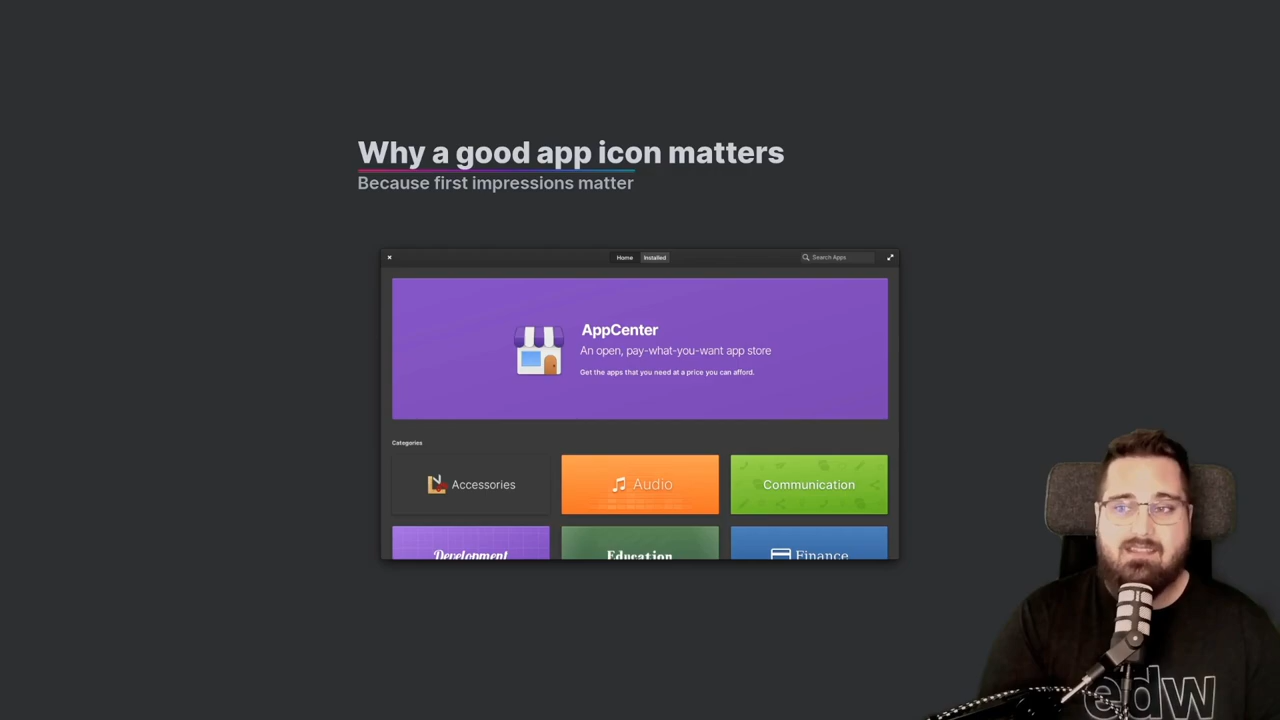 Why a good app icon matters
Because first impressions matter
Home
Installed
Search Apps
AppCenter
An open, pay-what-you-want app store
Get the apps that you need at a price you can afford.
Categories
Accessories
Audio
Communication
Development
Education
Finance
edw